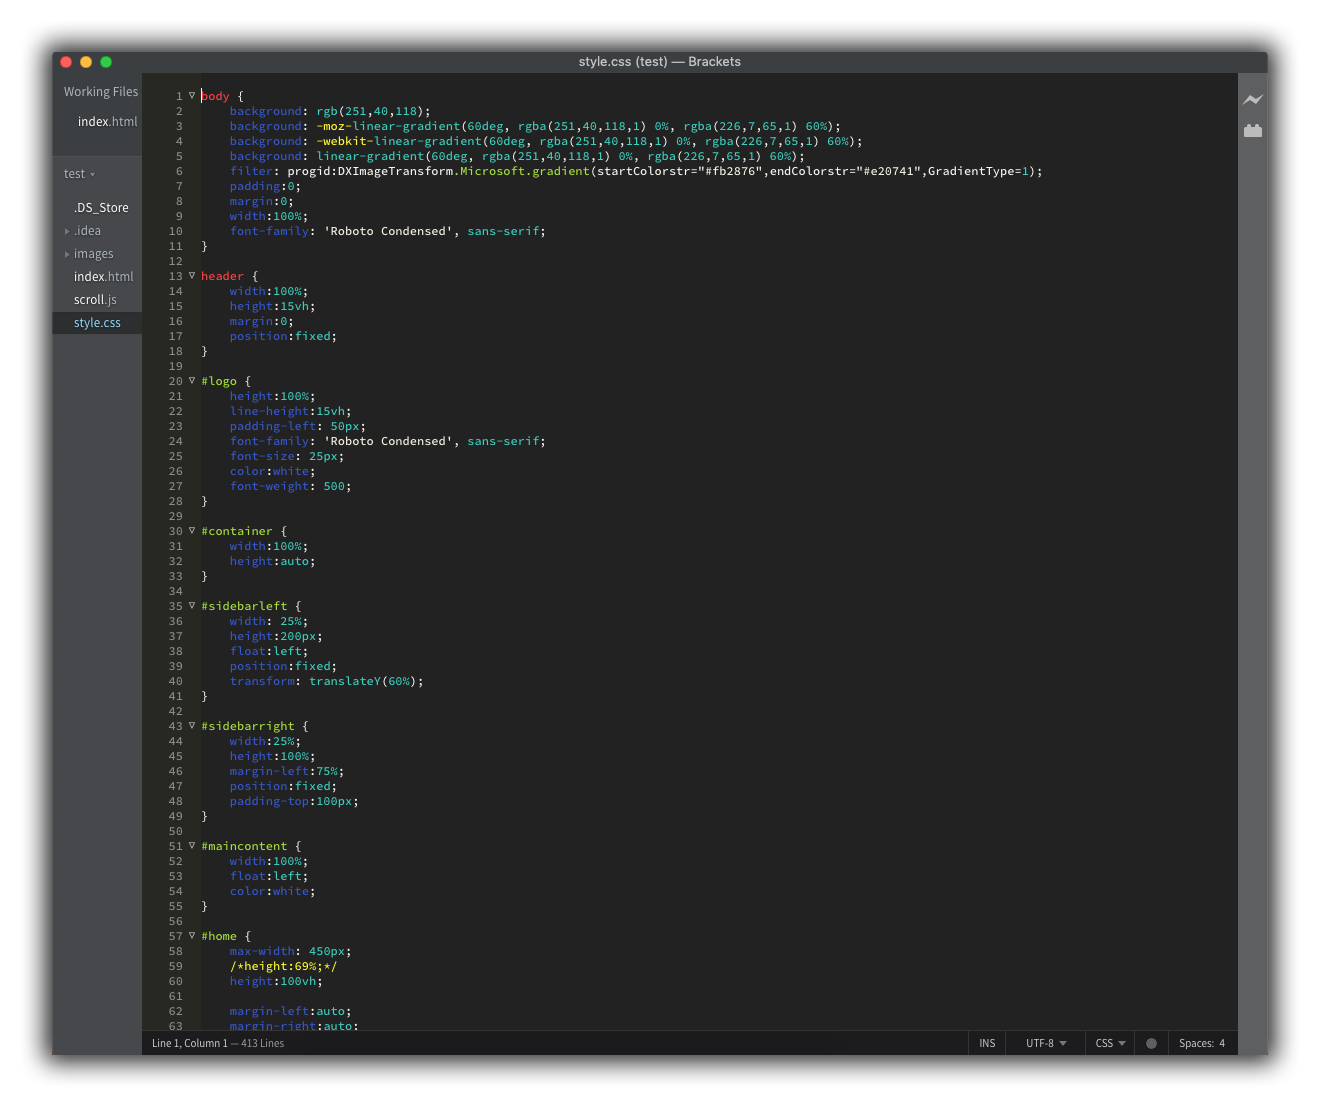 style.css (test) — Brackets
Working Files
index.html
test
.DS_Store
.idea
images
index.html
scroll.js
style.css
1 body {
2     background: rgb(251,40,118);
3     background: -moz-linear-gradient(60deg, rgba(251,40,118,1) 0%, rgba(226,7,65,1) 60%);
4     background: -webkit-linear-gradient(60deg, rgba(251,40,118,1) 0%, rgba(226,7,65,1) 60%);
5     background: linear-gradient(60deg, rgba(251,40,118,1) 0%, rgba(226,7,65,1) 60%);
6     filter: progid:DXImageTransform.Microsoft.gradient(startColorstr="#fb2876",endColorstr="#e20741",GradientType=1);
7     padding:0;
8     margin:0;
9     width:100%;
10     font-family: 'Roboto Condensed', sans-serif;
11 }
12
13 header {
14     width:100%;
15     height:15vh;
16     margin:0;
17     position:fixed;
18 }
19
20 #logo {
21     height:100%;
22     line-height:15vh;
23     padding-left: 50px;
24     font-family: 'Roboto Condensed', sans-serif;
25     font-size: 25px;
26     color:white;
27     font-weight: 500;
28 }
29
30 #container {
31     width:100%;
32     height:auto;
33 }
34
35 #sidebarleft {
36     width: 25%;
37     height:200px;
38     float:left;
39     position:fixed;
40     transform: translateY(60%);
41 }
42
43 #sidebarright {
44     width:25%;
45     height:100%;
46     margin-left:75%;
47     position:fixed;
48     padding-top:100px;
49 }
50
51 #maincontent {
52     width:100%;
53     float:left;
54     color:white;
55 }
56
57 #home {
58     max-width: 450px;
59     /*height:69%;*/
60     height:100vh;
61
62     margin-left:auto;
63     margin-right:auto;
Line 1, Column 1 — 413 Lines
INS
UTF-8
CSS
Spaces: 4